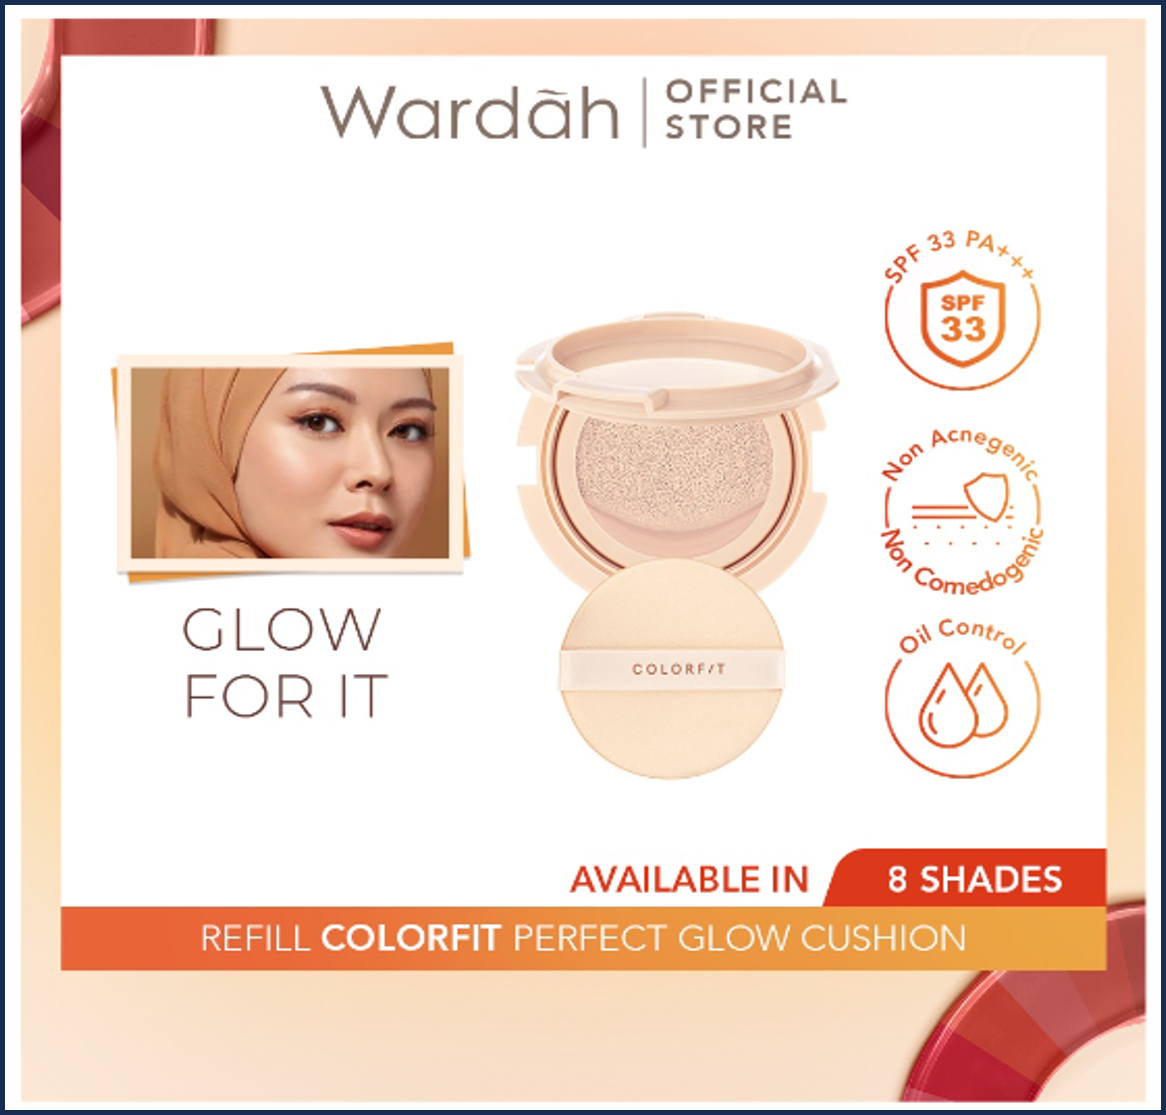 Wardāh
OFFICIAL
STORE
SPF 33 PA+++
SPF
33
Non Acnegenic
Non Comedogenic
Oil Control
COLORFIT
GLOW
FOR IT
AVAILABLE IN
8 SHADES
REFILL COLORFIT PERFECT GLOW CUSHION